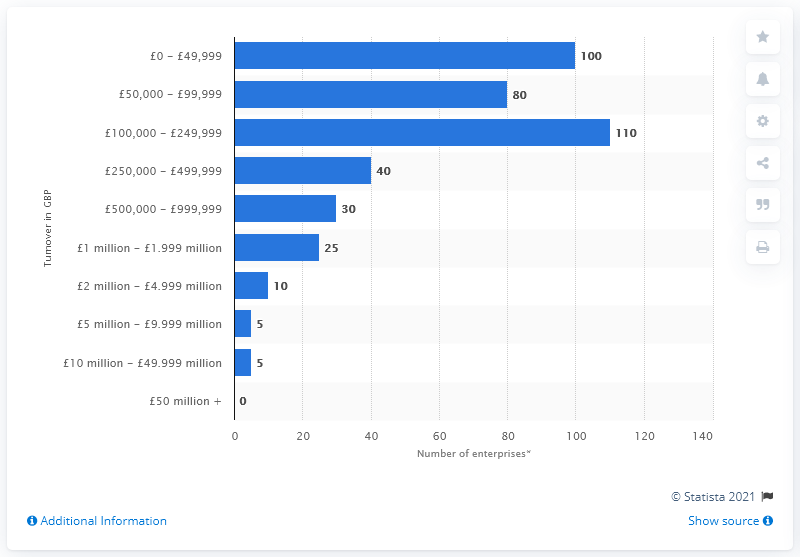 Turnover in GBP
£0 – £49,999 100
£50,000 – £99,999 80
£100,000 – £249,999 110
£250,000 – £499,999 40
£500,000 – £999,999 30
£1 million – £1.999 million 25
£2 million – £4.999 million 10
£5 million – £9.999 million 5
£10 million – £49.999 million 5
£50 million + 0
0 20 40 60 80 100 120 140
Number of enterprises*
© Statista 2021
Additional Information
Show source